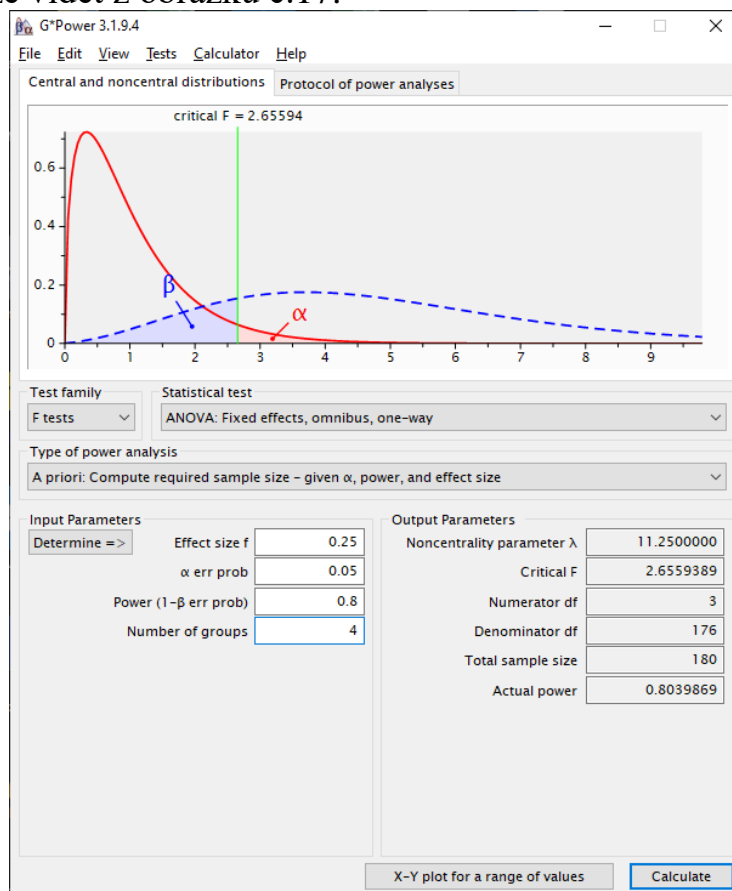 G*Power 3.1.9.4
File Edit View Tests Calculator Help
Central and noncentral distributions Protocol of power analyses
critical F = 2.65594
0.6
0.4
0.2
0
β
α
0 1 2 3 4 5 6 7 8 9
Test family Statistical test
F tests ANOVA: Fixed effects, omnibus, one-way
Type of power analysis
A priori: Compute required sample size - given α, power, and effect size
Input Parameters Output Parameters
Determine => Effect size f 0.25 Noncentrality parameter λ 11.2500000
α err prob 0.05 Critical F 2.6559389
Power (1-β err prob) 0.8 Numerator df 3
Number of groups 4 Denominator df 176
Total sample size 180
Actual power 0.8039869
X-Y plot for a range of values Calculate